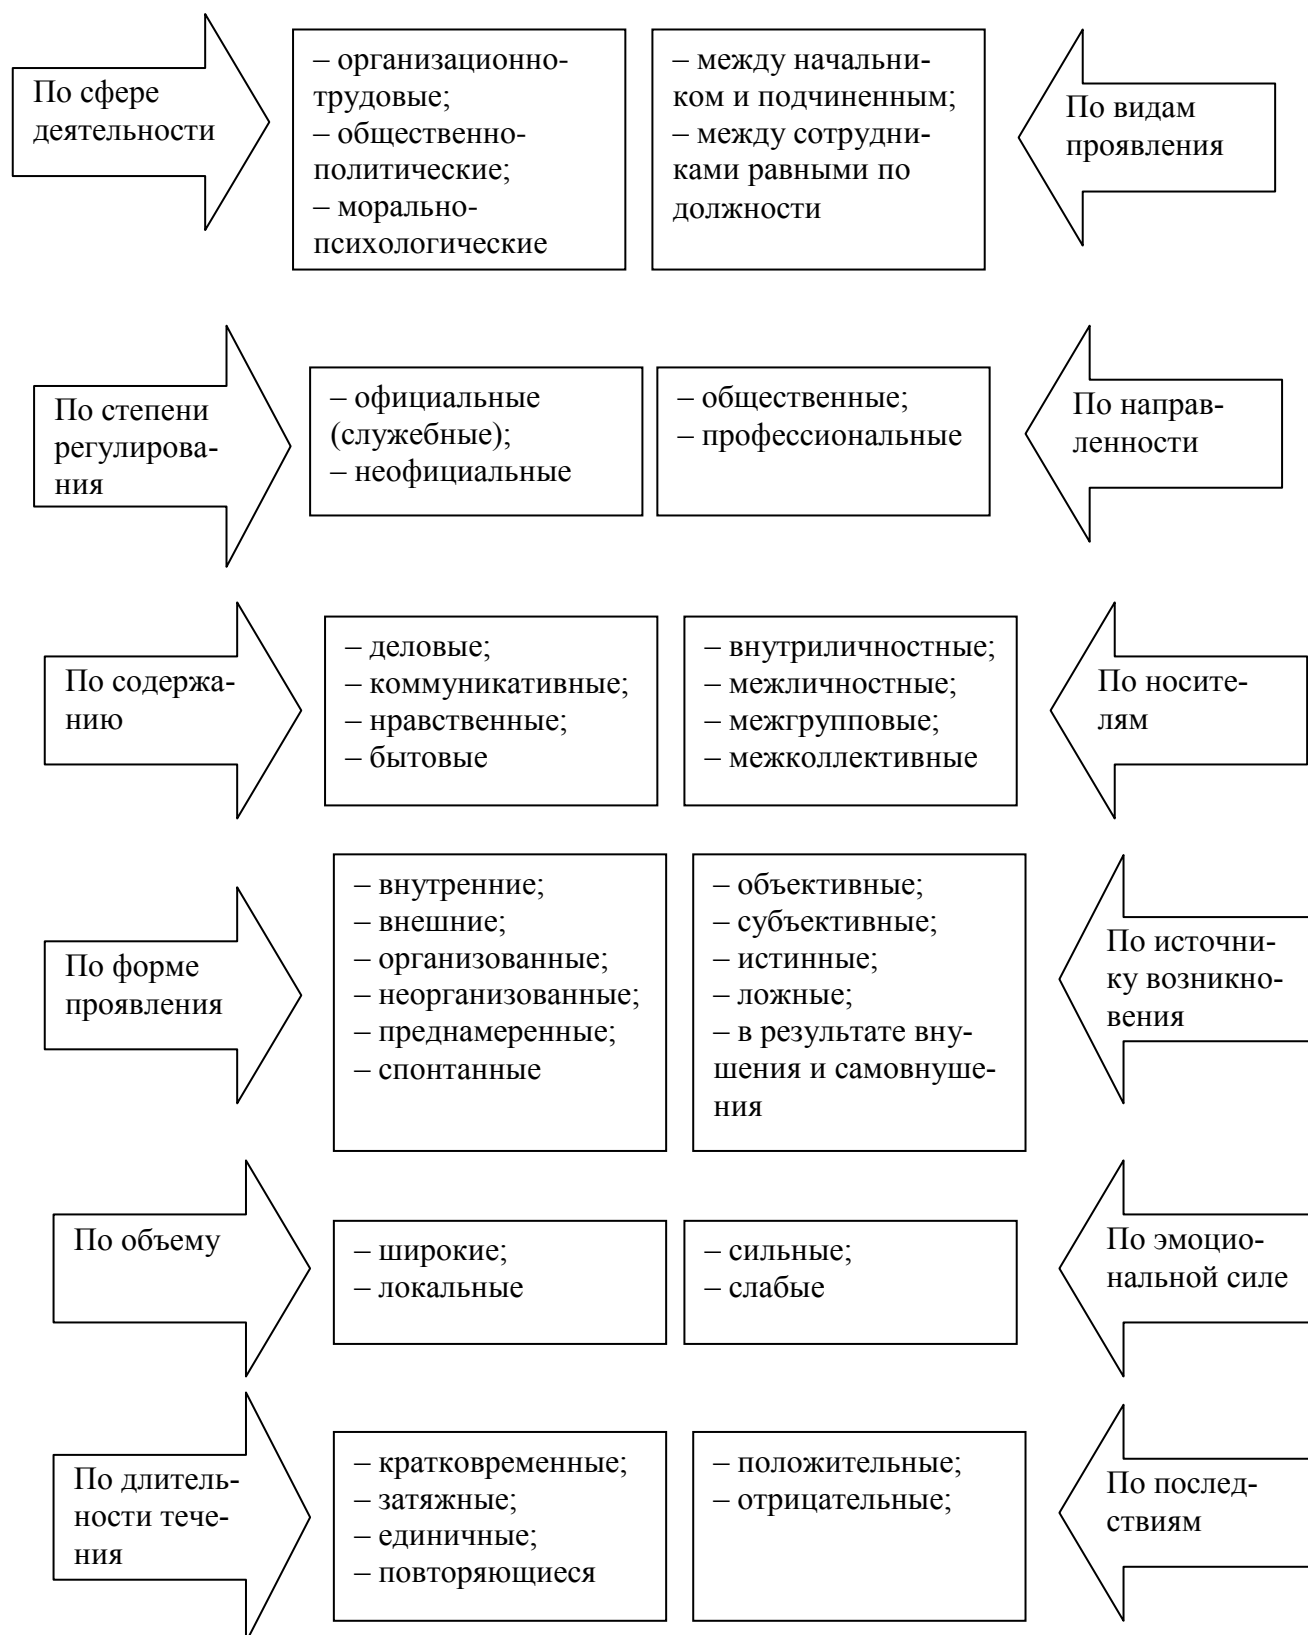 По сфере
деятельности
– организационно-
трудовые;
– общественно-
политические;
– морально-
психологические
– между начальни-
ком и подчиненным;
– между сотрудни-
ками равными по
должности
По видам
проявления
По степени
регулирова-
ния
– официальные
(служебные);
– неофициальные
– общественные;
– профессиональные
По направ-
ленности
По содержа-
нию
– деловые;
– коммуникативные;
– нравственные;
– бытовые
– внутриличностные;
– межличностные;
– межгрупповые;
– межколлективные
По носите-
лям
По форме
проявления
– внутренние;
– внешние;
– организованные;
– неорганизованные;
– преднамеренные;
– спонтанные
– объективные;
– субъективные;
– истинные;
– ложные;
– в результате вну-
шения и самовнуше-
ния
По источни-
ку возникно-
вения
По объему
– широкие;
– локальные
– сильные;
– слабые
По эмоцио-
нальной силе
По длитель-
ности тече-
ния
– кратковременные;
– затяжные;
– единичные;
– повторяющиеся
– положительные;
– отрицательные;
По послед-
ствиям